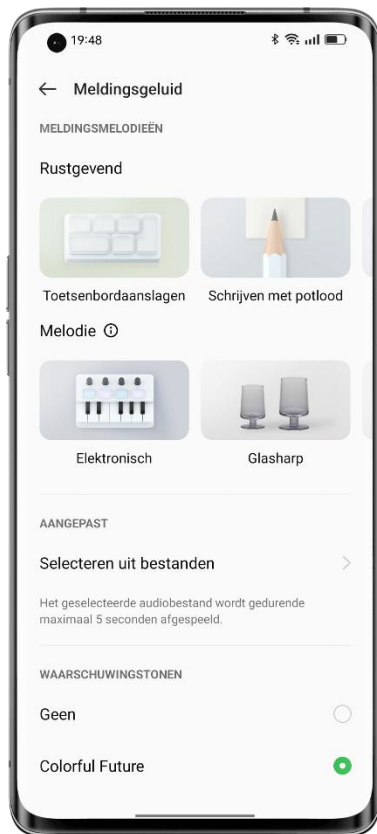 19:48
Meldingsgeluid
MELDINGSMELODIEËN
Rustgevend
Toetsenbordaanslagen
Schrijven met potlood
Melodie
Elektronisch
Glasharp
AANGEPAST
Selecteren uit bestanden
Het geselecteerde audiobestand wordt gedurende
maximaal 5 seconden afgespeeld.
WAARSCHUWINGSTONEN
Geen
Colorful Future